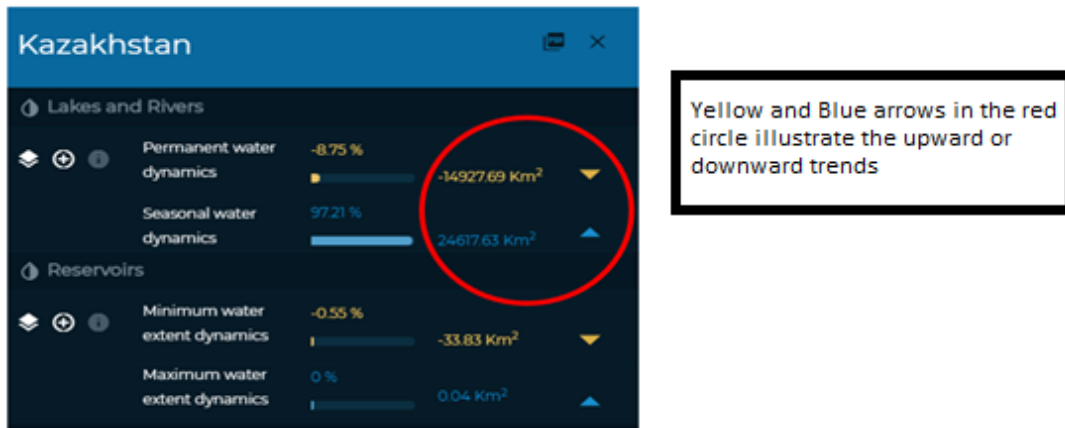 Kazakhstan
Lakes and Rivers
Permanent water
dynamics
-8.75 %
-14927.69 Km²
Seasonal water
dynamics
97.21 %
24617.63 Km²
Reservoirs
Minimum water
extent dynamics
-0.55 %
-33.83 Km²
Maximum water
extent dynamics
0 %
0.04 Km²
Yellow and Blue arrows in the red
circle illustrate the upward or
downward trends